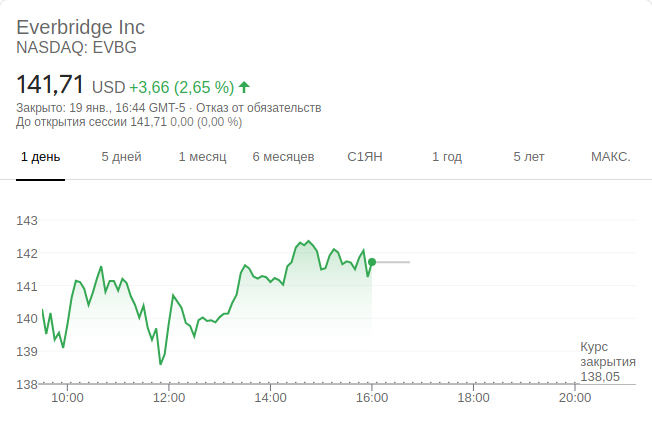 Everbridge Inc
NASDAQ: EVBG
141,71 USD +3,66 (2,65 %)
Закрыто: 19 янв., 16:44 GMT-5 · Отказ от обязательств
До открытия сессии 141,71 0,00 (0,00 %)
1 день 5 дней 1 месяц 6 месяцев С1ЯН 1 год 5 лет МАКС.
143
142
141
140
139
138
Курс
закрытия
138,05
10:00 12:00 14:00 16:00 18:00 20:00